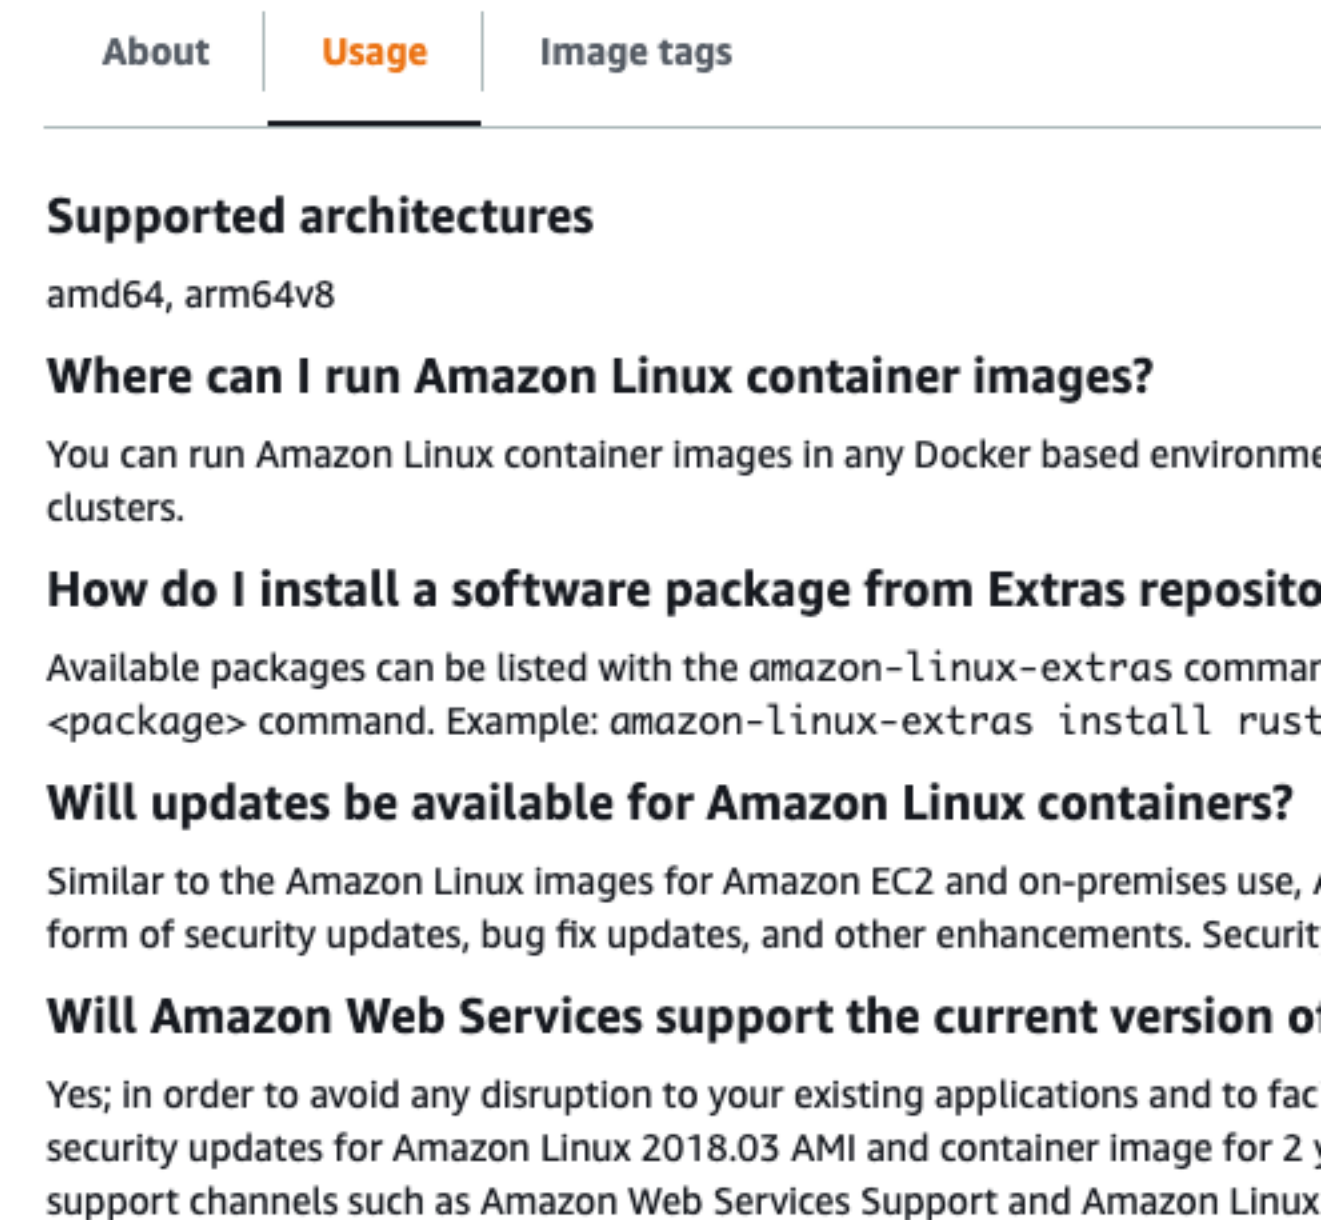 About
Usage
Image tags
Supported architectures
amd64, arm64v8
Where can I run Amazon Linux container images?
You can run Amazon Linux container images in any Docker based environme
clusters.
How do I install a software package from Extras reposito
Available packages can be listed with the amazon-linux-extras comman
<package> command. Example: amazon-linux-extras install rust
Will updates be available for Amazon Linux containers?
Similar to the Amazon Linux images for Amazon EC2 and on-premises use,
form of security updates, bug fix updates, and other enhancements. Securit
Will Amazon Web Services support the current version of
Yes; in order to avoid any disruption to your existing applications and to fac
security updates for Amazon Linux 2018.03 AMI and container image for 2
support channels such as Amazon Web Services Support and Amazon Linux